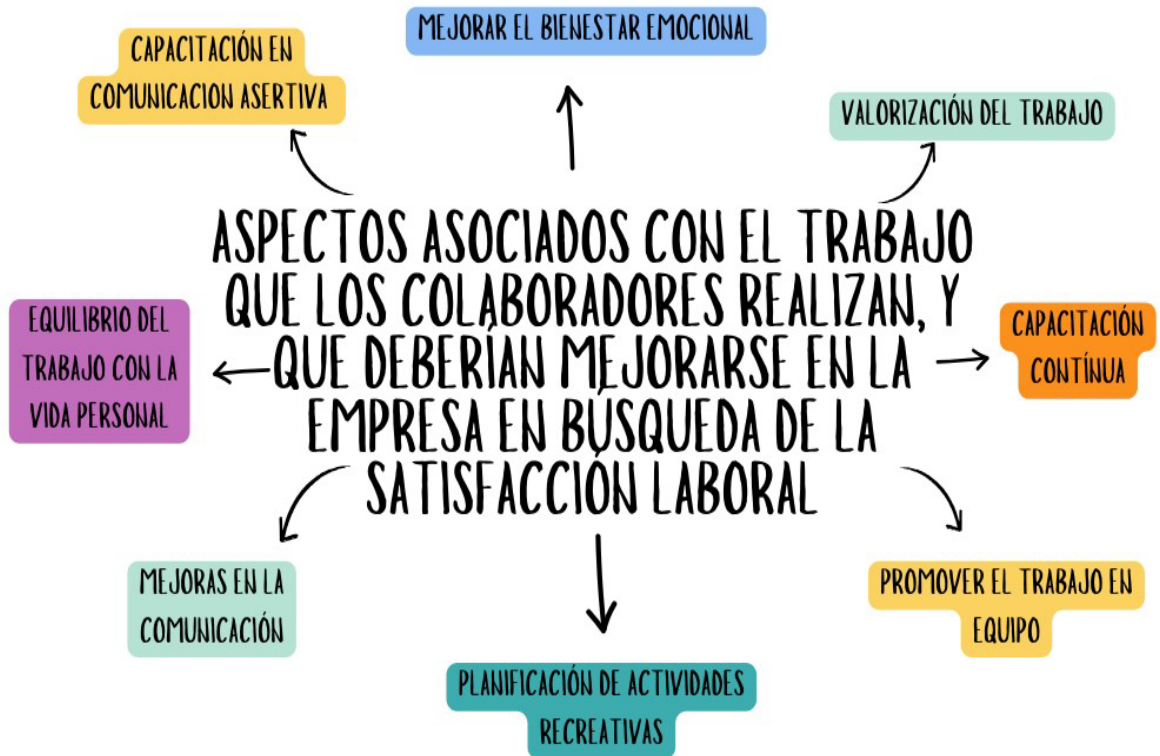 MEJORAR EL BIENESTAR EMOCIONAL
CAPACITACIÓN EN
COMUNICACION ASERTIVA
VALORIZACIÓN DEL TRABAJO
ASPECTOS ASOCIADOS CON EL TRABAJO
QUE LOS COLABORADORES REALIZAN, Y
QUE DEBERÍAN MEJORARSE EN LA
EMPRESA EN BÚSQUEDA DE LA
SATISFACCIÓN LABORAL
EQUILIBRIO DEL
TRABAJO CON LA
VIDA PERSONAL
CAPACITACIÓN
CONTÍNUA
MEJORAS EN LA
COMUNICACIÓN
PROMOVER EL TRABAJO EN
EQUIPO
PLANIFICACIÓN DE ACTIVIDADES
RECREATIVAS